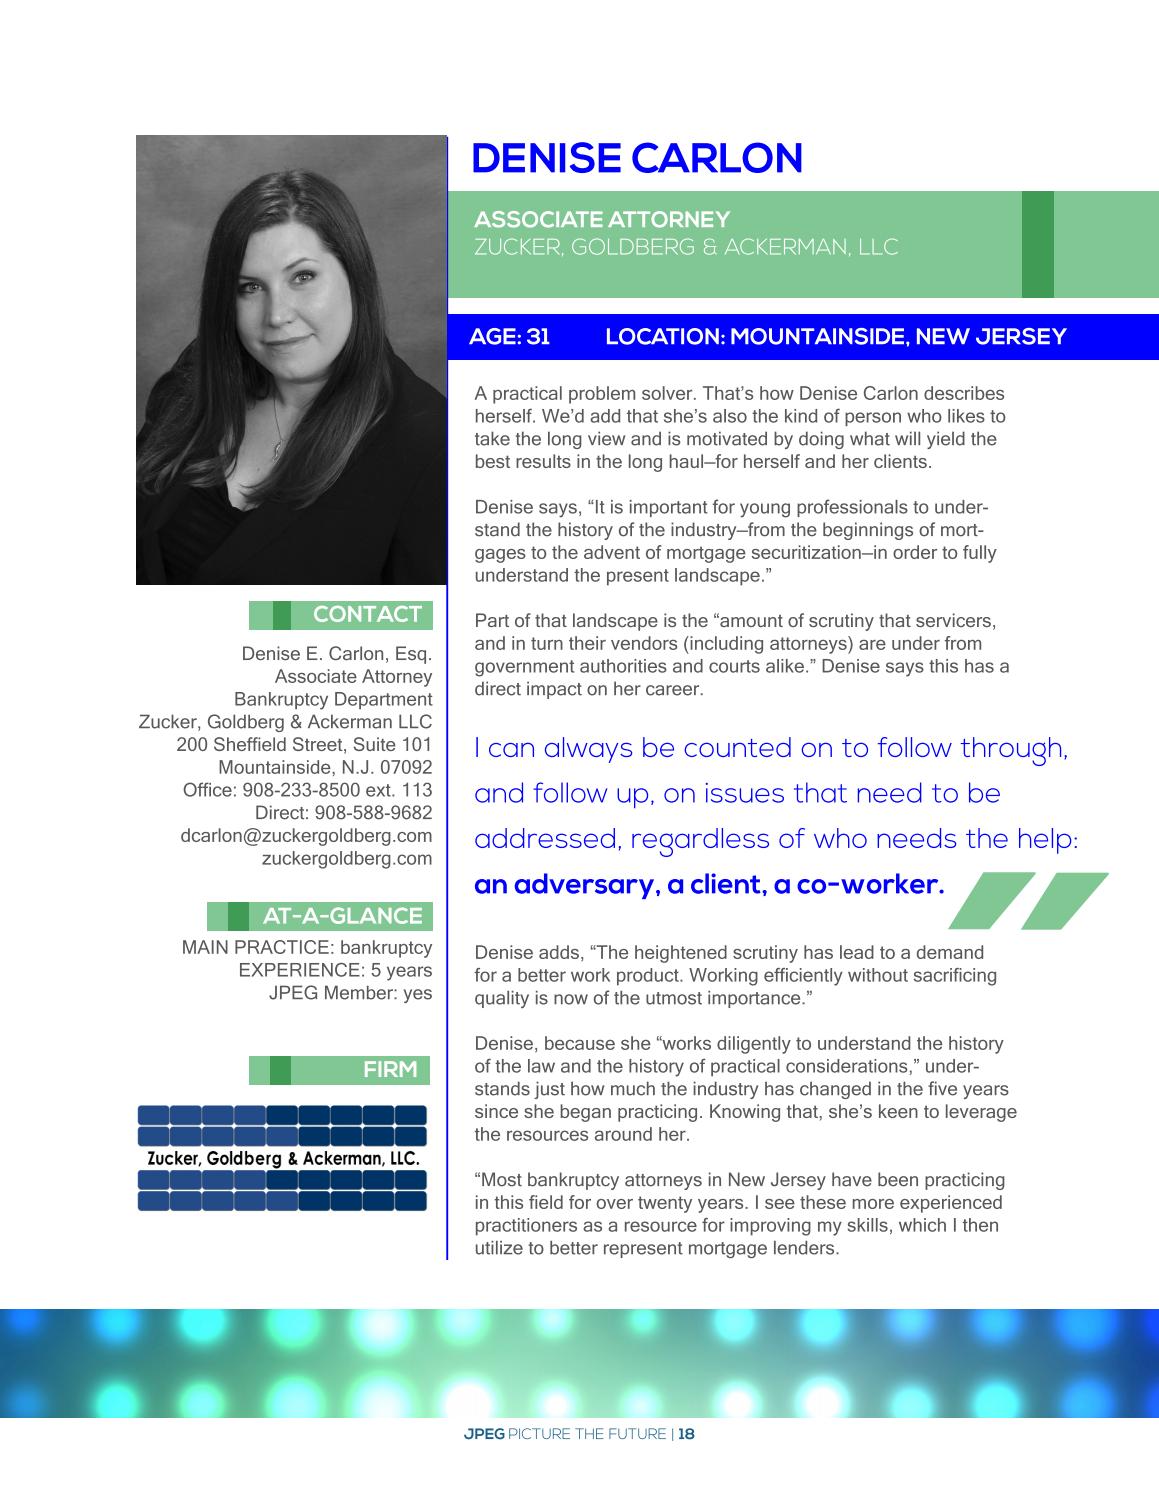 DENISE CARLON
ASSOCIATE ATTORNEY
ZUCKER, GOLDBERG & ACKERMAN, LLC
AGE: 31 LOCATION: MOUNTAINSIDE, NEW JERSEY
CONTACT
Denise E. Carlon, Esq.
Associate Attorney
Bankruptcy Department
Zucker, Goldberg & Ackerman LLC
200 Sheffield Street, Suite 101
Mountainside, N.J. 07092
Office: 908-233-8500 ext. 113
Direct: 908-588-9682
dcarlon@zuckergoldberg.com
zuckergoldberg.com
AT-A-GLANCE
MAIN PRACTICE: bankruptcy
EXPERIENCE: 5 years
JPEG Member: yes
FIRM
Zucker, Goldberg & Ackerman, LLC.
A practical problem solver. That’s how Denise Carlon describes
herself. We’d add that she’s also the kind of person who likes to
take the long view and is motivated by doing what will yield the
best results in the long haul—for herself and her clients.
Denise says, “It is important for young professionals to under-
stand the history of the industry—from the beginnings of mort-
gages to the advent of mortgage securitization—in order to fully
understand the present landscape.”
Part of that landscape is the “amount of scrutiny that servicers,
and in turn their vendors (including attorneys) are under from
government authorities and courts alike.” Denise says this has a
direct impact on her career.
I can always be counted on to follow through,
and follow up, on issues that need to be
addressed, regardless of who needs the help:
an adversary, a client, a co-worker.
Denise adds, “The heightened scrutiny has lead to a demand
for a better work product. Working efficiently without sacrificing
quality is now of the utmost importance.”
Denise, because she “works diligently to understand the history
of the law and the history of practical considerations,” under-
stands just how much the industry has changed in the five years
since she began practicing. Knowing that, she’s keen to leverage
the resources around her.
“Most bankruptcy attorneys in New Jersey have been practicing
in this field for over twenty years. I see these more experienced
practitioners as a resource for improving my skills, which I then
utilize to better represent mortgage lenders.
JPEG PICTURE THE FUTURE | 18